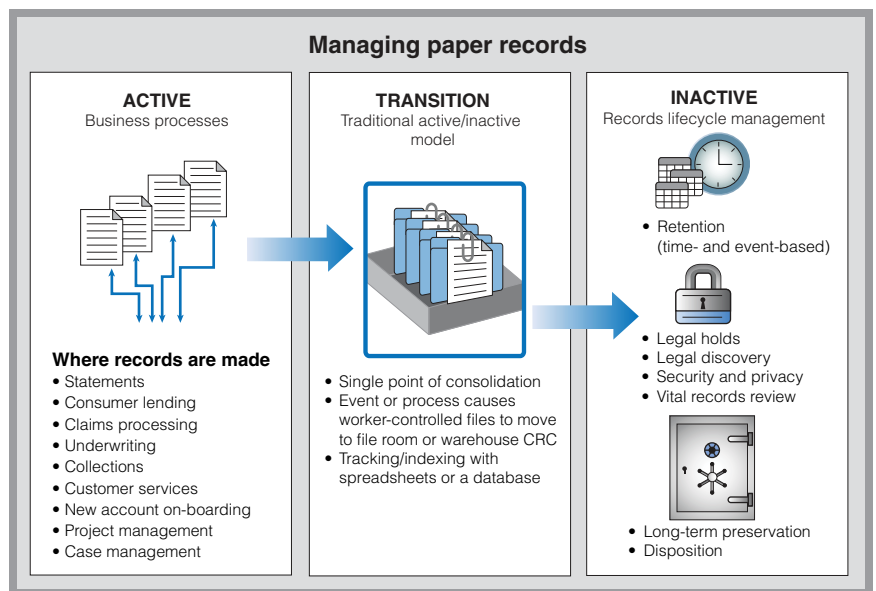 Managing paper records
ACTIVE
Business processes
Where records are made
• Statements
• Consumer lending
• Claims processing
• Underwriting
• Collections
• Customer services
• New account on-boarding
• Project management
• Case management
TRANSITION
Traditional active/inactive
model
• Single point of consolidation
• Event or process causes
worker-controlled files to move
to file room or warehouse CRC
• Tracking/indexing with
spreadsheets or a database
INACTIVE
Records lifecycle management
• Retention
(time- and event-based)
• Legal holds
• Legal discovery
• Security and privacy
• Vital records review
• Long-term preservation
• Disposition